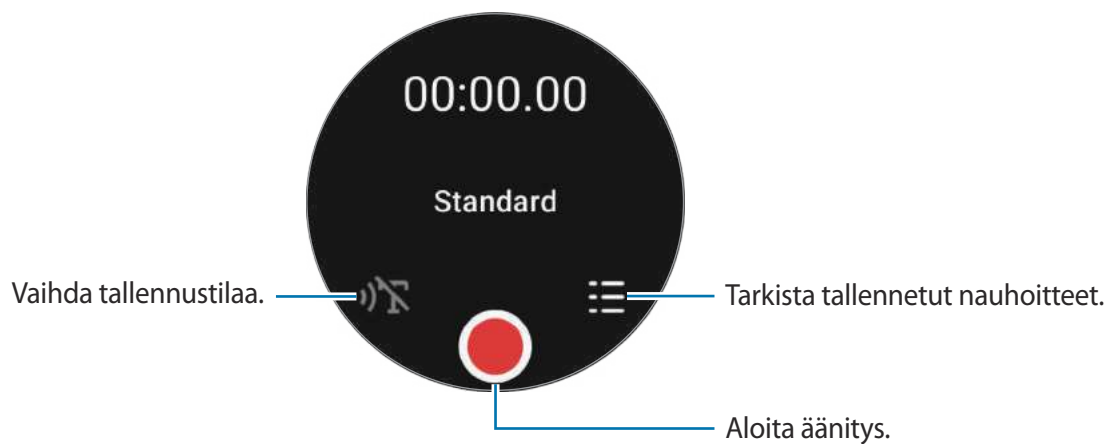 00:00.00
Standard
Vaihda tallennustilaa.
Tarkista tallennetut nauhoitteet.
Aloita äänitys.